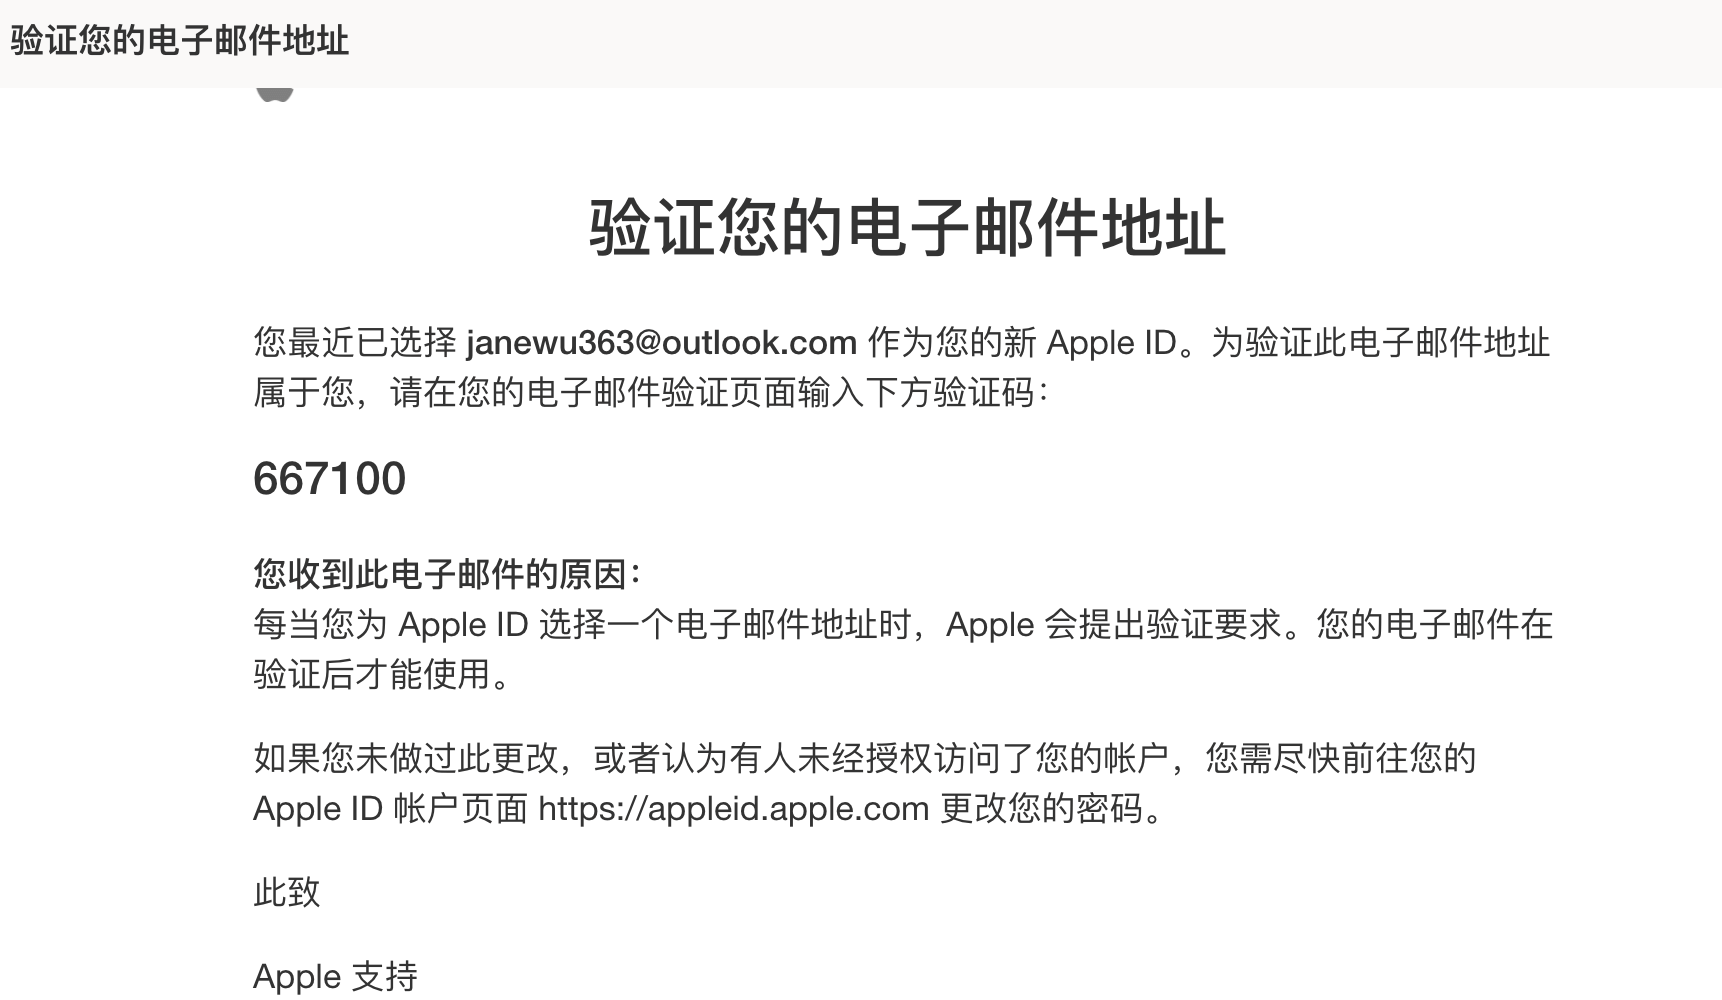 验证您的电子邮件地址
验证您的电子邮件地址
您最近已选择 janewu363@outlook.com 作为您的新 Apple ID。为验证此电子邮件地址
属于您，请在您的电子邮件验证页面输入下方验证码：
667100
您收到此电子邮件的原因：
每当您为 Apple ID 选择一个电子邮件地址时，Apple 会提出验证要求。您的电子邮件在
验证后才能使用。
如果您未做过此更改，或者认为有人未经授权访问了您的帐户，您需尽快前往您的
Apple ID 帐户页面 https://appleid.apple.com 更改您的密码。
此致
Apple 支持